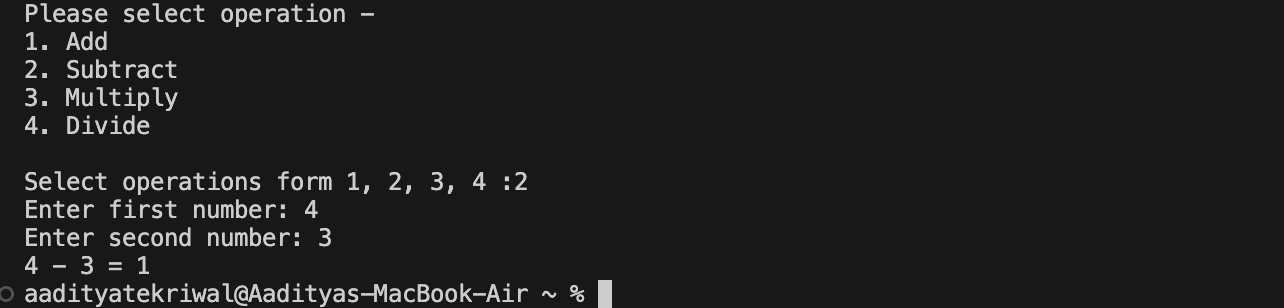 Please select operation -
1. Add
2. Subtract
3. Multiply
4. Divide
Select operations form 1, 2, 3, 4 :2
Enter first number: 4
Enter second number: 3
4 - 3 = 1
aadityatekriwal@Aadityas-MacBook-Air ~ %